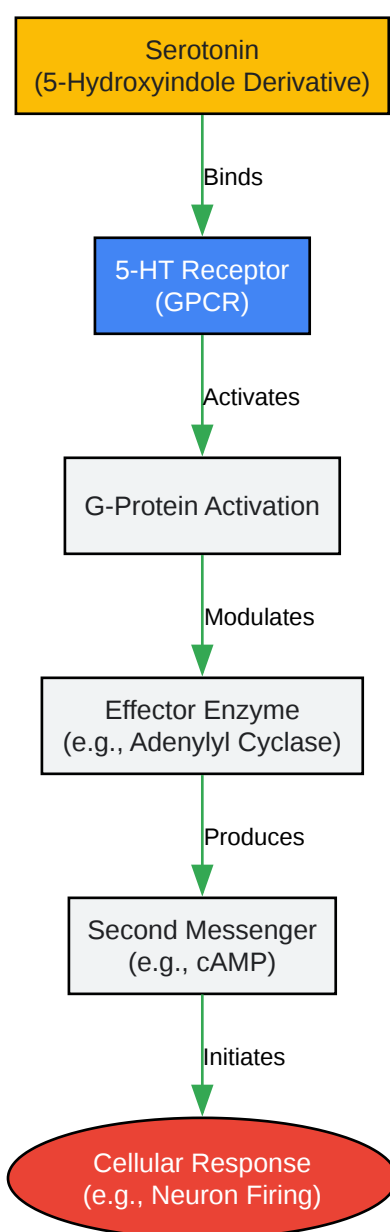 Serotonin
(5-Hydroxyindole Derivative)
Binds
5-HT Receptor
(GPCR)
Activates
G-Protein Activation
Modulates
Effector Enzyme
(e.g., Adenylyl Cyclase)
Produces
Second Messenger
(e.g., cAMP)
Initiates
Cellular Response
(e.g., Neuron Firing)